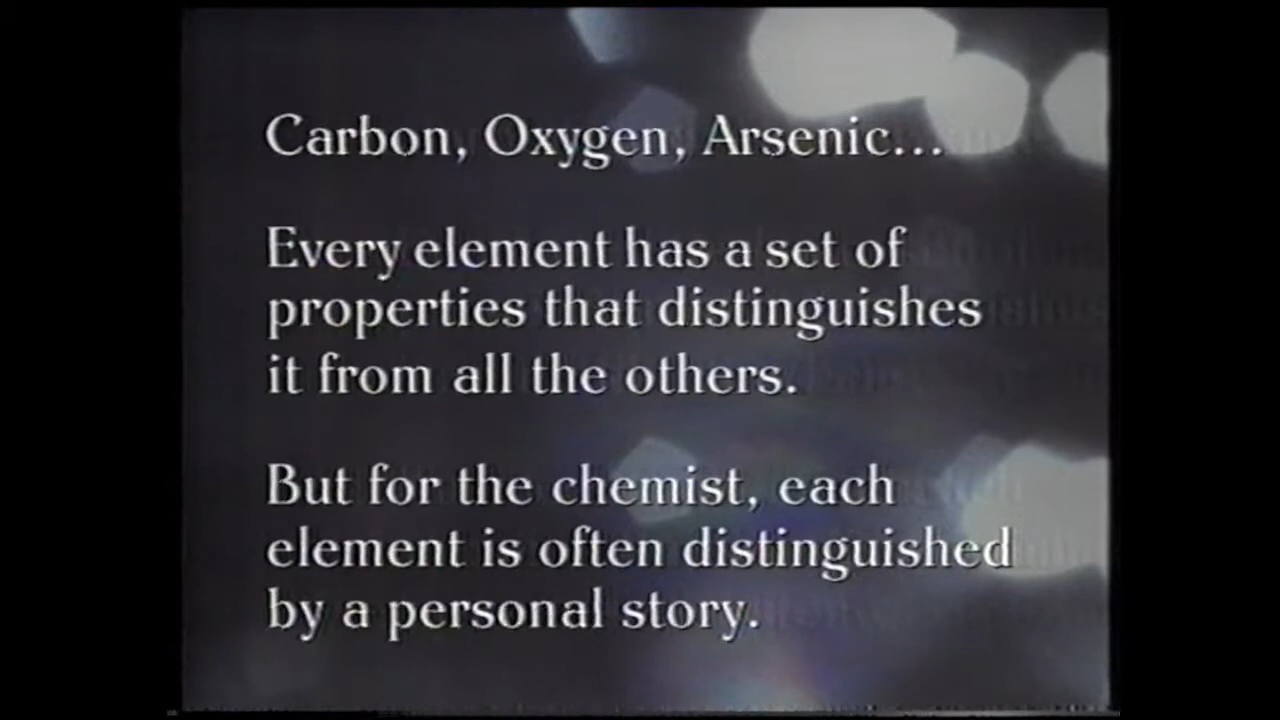 Carbon, Oxygen, Arsenic...
Every element has a set of
properties that distinguishes
it from all the others.
But for the chemist, each
element is often distinguished
by a personal story.